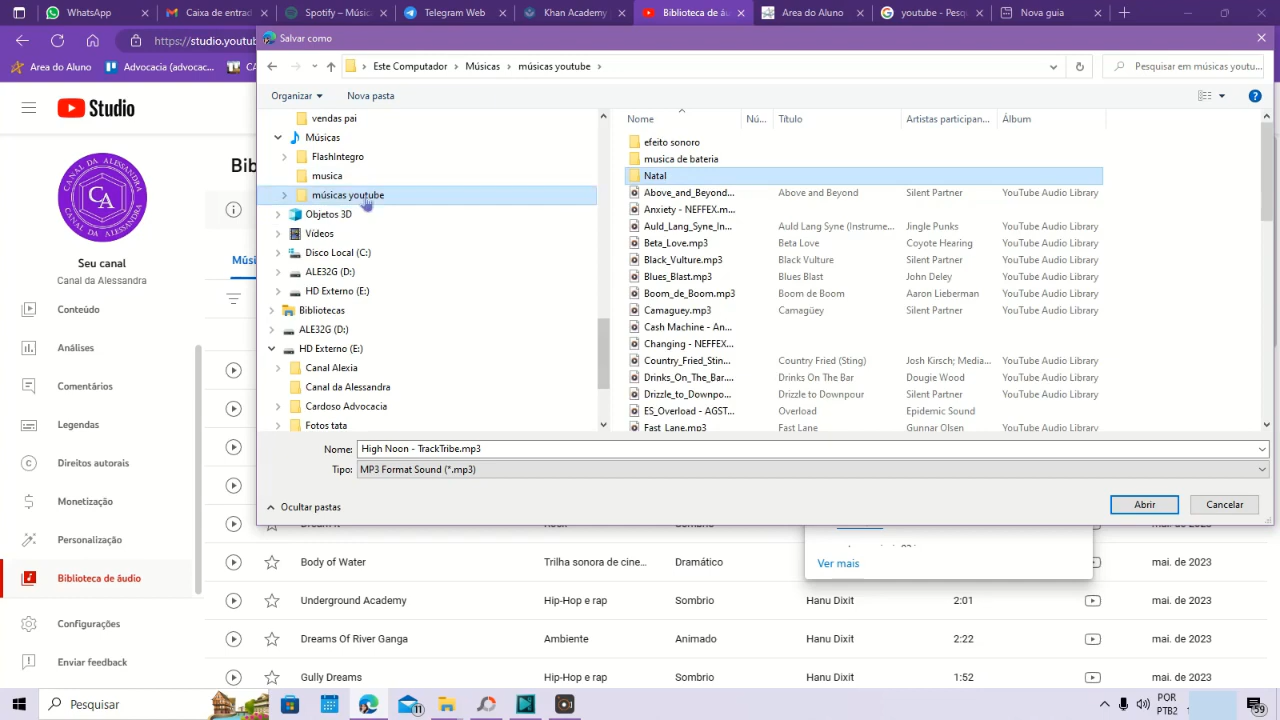 WhatsApp
Caixa de entrad
Spotify – Músic
Telegram Web
Khan Academy
Biblioteca de áu
Área do Aluno
youtube - Pesq
Nova guia
https://studio.youtub
Salvar como
Área do Aluno
Advocacia (advocac...
Este Computador > Músicas > músicas youtube >
Pesquisar em músicas youtu...
Organizar
Nova pasta
Studio
CA
Seu canal
Canal da Alessandra
Conteúdo
Análises
Comentários
Legendas
Direitos autorais
Monetização
Personalização
Biblioteca de áudio
Configurações
Enviar feedback
Bib
Músi
vendas pai
Músicas
FlashIntegro
musica
músicas youtube
Objetos 3D
Vídeos
Disco Local (C:)
ALE32G (D:)
HD Externo (E:)
Bibliotecas
ALE32G (D:)
HD Externo (E:)
Canal Alexia
Canal da Alessandra
Cardoso Advocacia
Fotos tata
Nome Nú... Título Artistas participan... Álbum
efeito sonoro
musica de bateria
Natal
Above_and_Beyond... Above and Beyond Silent Partner YouTube Audio Library
Anxiety - NEFFEX.m...
Auld_Lang_Syne_In... Auld Lang Syne (Instrume... Jingle Punks YouTube Audio Library
Beta_Love.mp3 Beta Love Coyote Hearing YouTube Audio Library
Black_Vulture.mp3 Black Vulture Silent Partner YouTube Audio Library
Blues_Blast.mp3 Blues Blast John Deley YouTube Audio Library
Boom_de_Boom.mp3 Boom de Boom Aaron Lieberman YouTube Audio Library
Camaguey.mp3 Camagüey Silent Partner YouTube Audio Library
Cash Machine - An...
Changing - NEFFEX...
Country_Fried_Stin... Country Fried (Sting) Josh Kirsch; Media... YouTube Audio Library
Drinks_On_The_Bar... Drinks On The Bar Dougie Wood YouTube Audio Library
Drizzle_to_Downpo... Drizzle to Downpour Silent Partner YouTube Audio Library
ES_Overload - AGST... Overload Epidemic Sound
Fast_Lane.mp3 Fast Lane Gunnar Olsen YouTube Audio Library
Nome: High Noon - TrackTribe.mp3
Tipo: MP3 Format Sound (*.mp3)
Ocultar pastas
Abrir
Cancelar
Ver mais
Body of Water Trilha sonora de cine... Dramático mai. de 2023
Underground Academy Hip-Hop e rap Sombrio Hanu Dixit 2:01 mai. de 2023
Dreams Of River Ganga Ambiente Animado Hanu Dixit 2:22 mai. de 2023
Gully Dreams Hip-Hop e rap Sombrio Hanu Dixit 1:52 mai. de 2023
Pesquisar
11
POR
PTB2
59